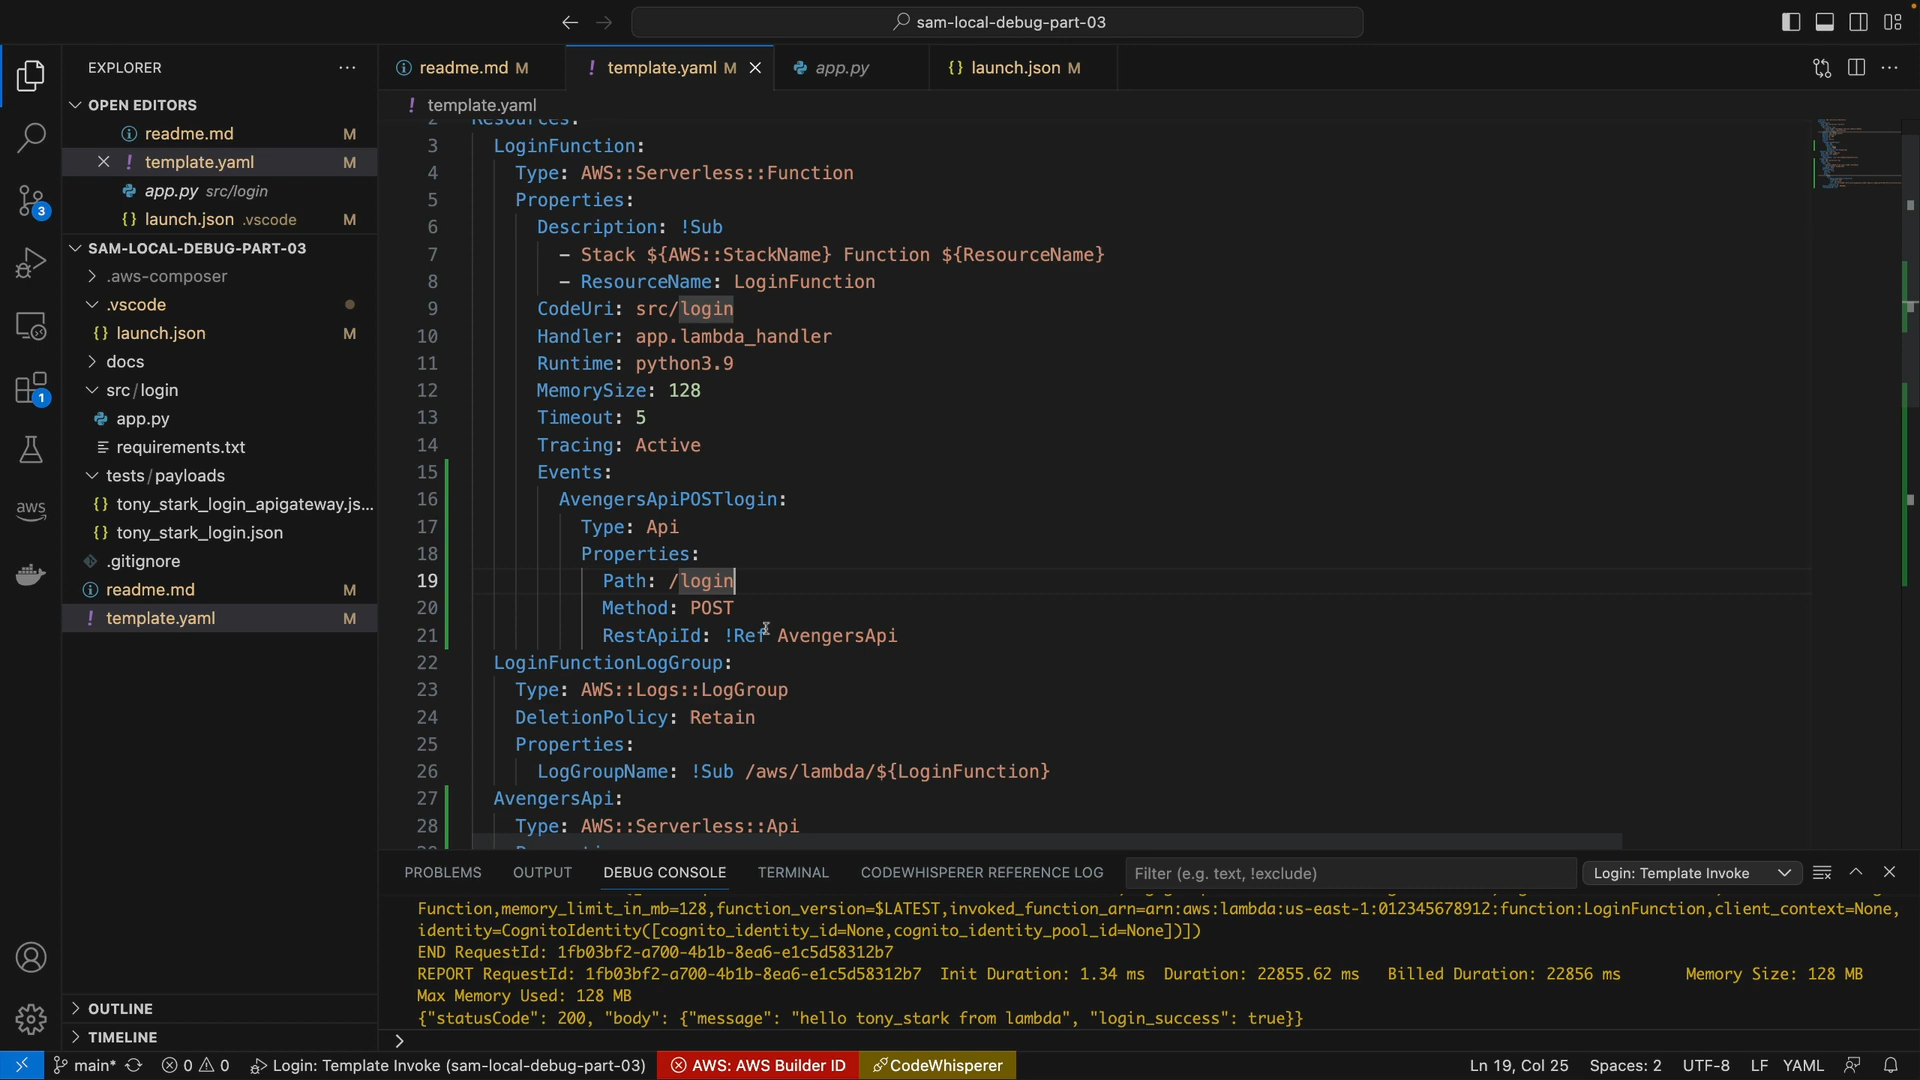 sam-local-debug-part-03
EXPLORER
readme.md M
template.yaml M
app.py
launch.json M
OPEN EDITORS
readme.md M
template.yaml M
app.py src/login
launch.json .vscode M
SAM-LOCAL-DEBUG-PART-03
.aws-composer
.vscode
launch.json M
docs
src/login
app.py
requirements.txt
tests/payloads
tony_stark_login_apigateway.js...
tony_stark_login.json
.gitignore
readme.md M
template.yaml M
OUTLINE
TIMELINE
3
1
aws
template.yaml
2 Resources:
3 LoginFunction:
4 Type: AWS::Serverless::Function
5 Properties:
6 Description: !Sub
7 - Stack ${AWS::StackName} Function ${ResourceName}
8 - ResourceName: LoginFunction
9 CodeUri: src/login
10 Handler: app.lambda_handler
11 Runtime: python3.9
12 MemorySize: 128
13 Timeout: 5
14 Tracing: Active
15 Events:
16 AvengersApiPOSTlogin:
17 Type: Api
18 Properties:
19 Path: /login
20 Method: POST
21 RestApiId: !Ref AvengersApi
22 LoginFunctionLogGroup:
23 Type: AWS::Logs::LogGroup
24 DeletionPolicy: Retain
25 Properties:
26 LogGroupName: !Sub /aws/lambda/${LoginFunction}
27 AvengersApi:
28 Type: AWS::Serverless::Api
PROBLEMS OUTPUT DEBUG CONSOLE TERMINAL CODEWHISPERER REFERENCE LOG Filter (e.g. text, !exclude) Login: Template Invoke
Function,memory_limit_in_mb=128,function_version=$LATEST,invoked_function_arn=arn:aws:lambda:us-east-1:012345678912:function:LoginFunction,client_context=None,
identity=CognitoIdentity([cognito_identity_id=None,cognito_identity_pool_id=None])])
END RequestId: 1fb03bf2-a700-4b1b-8ea6-e1c5d58312b7
REPORT RequestId: 1fb03bf2-a700-4b1b-8ea6-e1c5d58312b7 Init Duration: 1.34 ms Duration: 22855.62 ms Billed Duration: 22856 ms Memory Size: 128 MB
Max Memory Used: 128 MB
{"statusCode": 200, "body": {"message": "hello tony_stark from lambda", "login_success": true}}
main* 0 0 Login: Template Invoke (sam-local-debug-part-03) AWS: AWS Builder ID CodeWhisperer Ln 19, Col 25 Spaces: 2 UTF-8 LF YAML